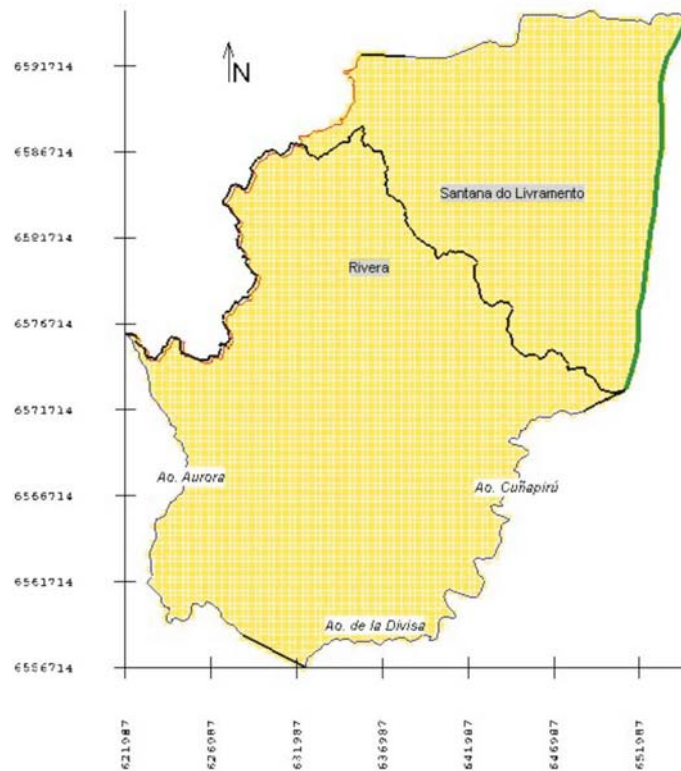 6591714
N
6586714
Santana do Livramento
6581714
Rivera
6576714
6571714
Ao. Aurora
Ao. Cuñapirú
6566714
6561714
Ao. de la Divisa
6556714
621987
626987
631987
636987
641987
646987
651987